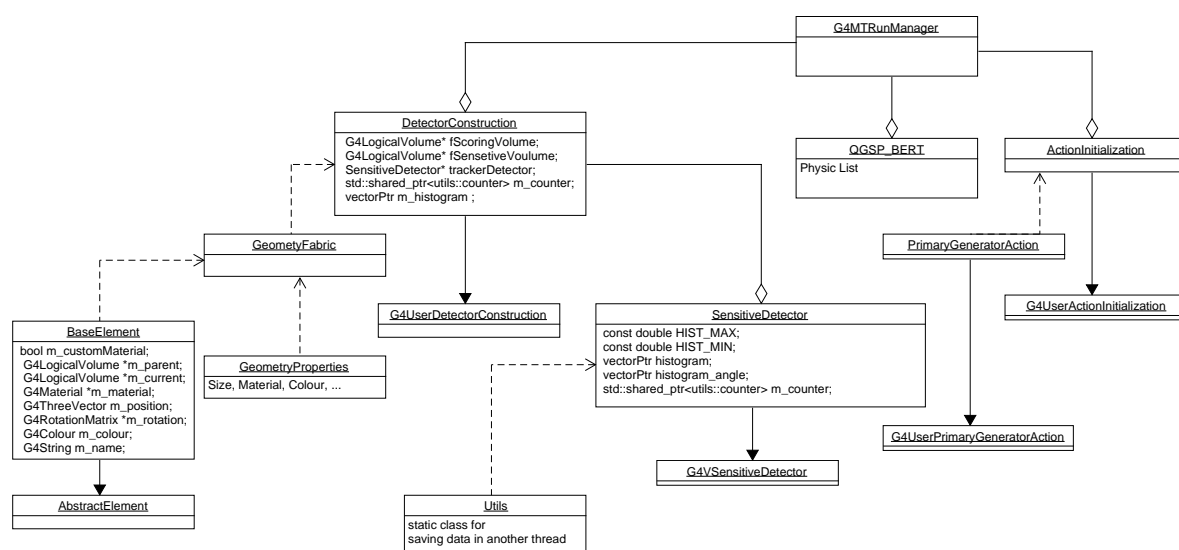 G4MTRunManager
DetectorConstruction
G4LogicalVolume* fScoringVolume;
G4LogicalVolume* fSensetiveVoulume;
SensitiveDetector* trackerDetector;
std::shared_ptr<utils::counter> m_counter;
vectorPtr m_histogram ;
QGSP_BERT
Physic List
ActionInitialization
GeometyFabric
PrimaryGeneratorAction
G4UserDetectorConstruction
G4UserActionInitialization
BaseElement
bool m_customMaterial;
G4LogicalVolume *m_parent;
G4LogicalVolume *m_current;
G4Material *m_material;
G4ThreeVector m_position;
G4RotationMatrix *m_rotation;
G4Colour m_colour;
G4String m_name;
GeometryProperties
Size, Material, Colour, ...
SensitiveDetector
const double HIST_MAX;
const double HIST_MIN;
vectorPtr histogram;
vectorPtr histogram_angle;
std::shared_ptr<utils::counter> m_counter;
G4UserPrimaryGeneratorAction
G4VSensitiveDetector
AbstractElement
Utils
static class for
saving data in another thread